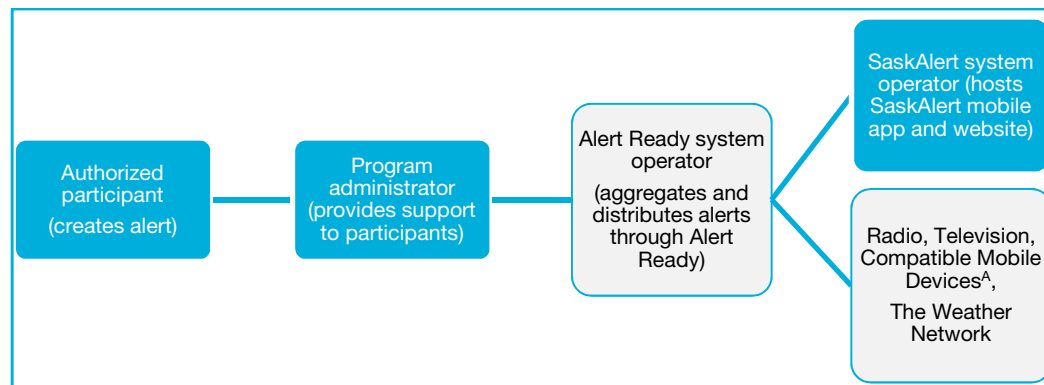 Authorized
participant
(creates alert)
Program
administrator
(provides support
to participants)
Alert Ready system
operator
(aggregates and
distributes alerts
through Alert
Ready)
SaskAlert system
operator (hosts
SaskAlert mobile
app and website)
Radio, Television,
Compatible Mobile
Devicesᴬ,
The Weather
Network